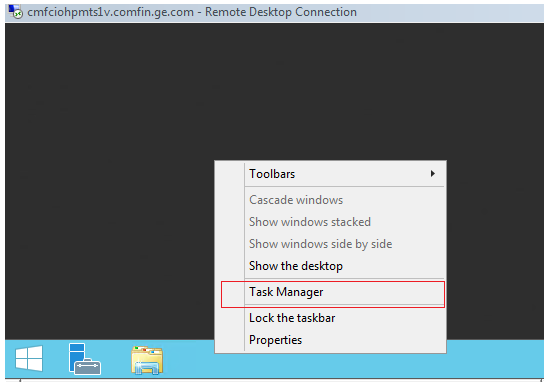 cmfciohpmts1v.comfin.ge.com - Remote Desktop Connection
Toolbars
Cascade windows
Show windows stacked
Show windows side by side
Show the desktop
Task Manager
Lock the taskbar
Properties